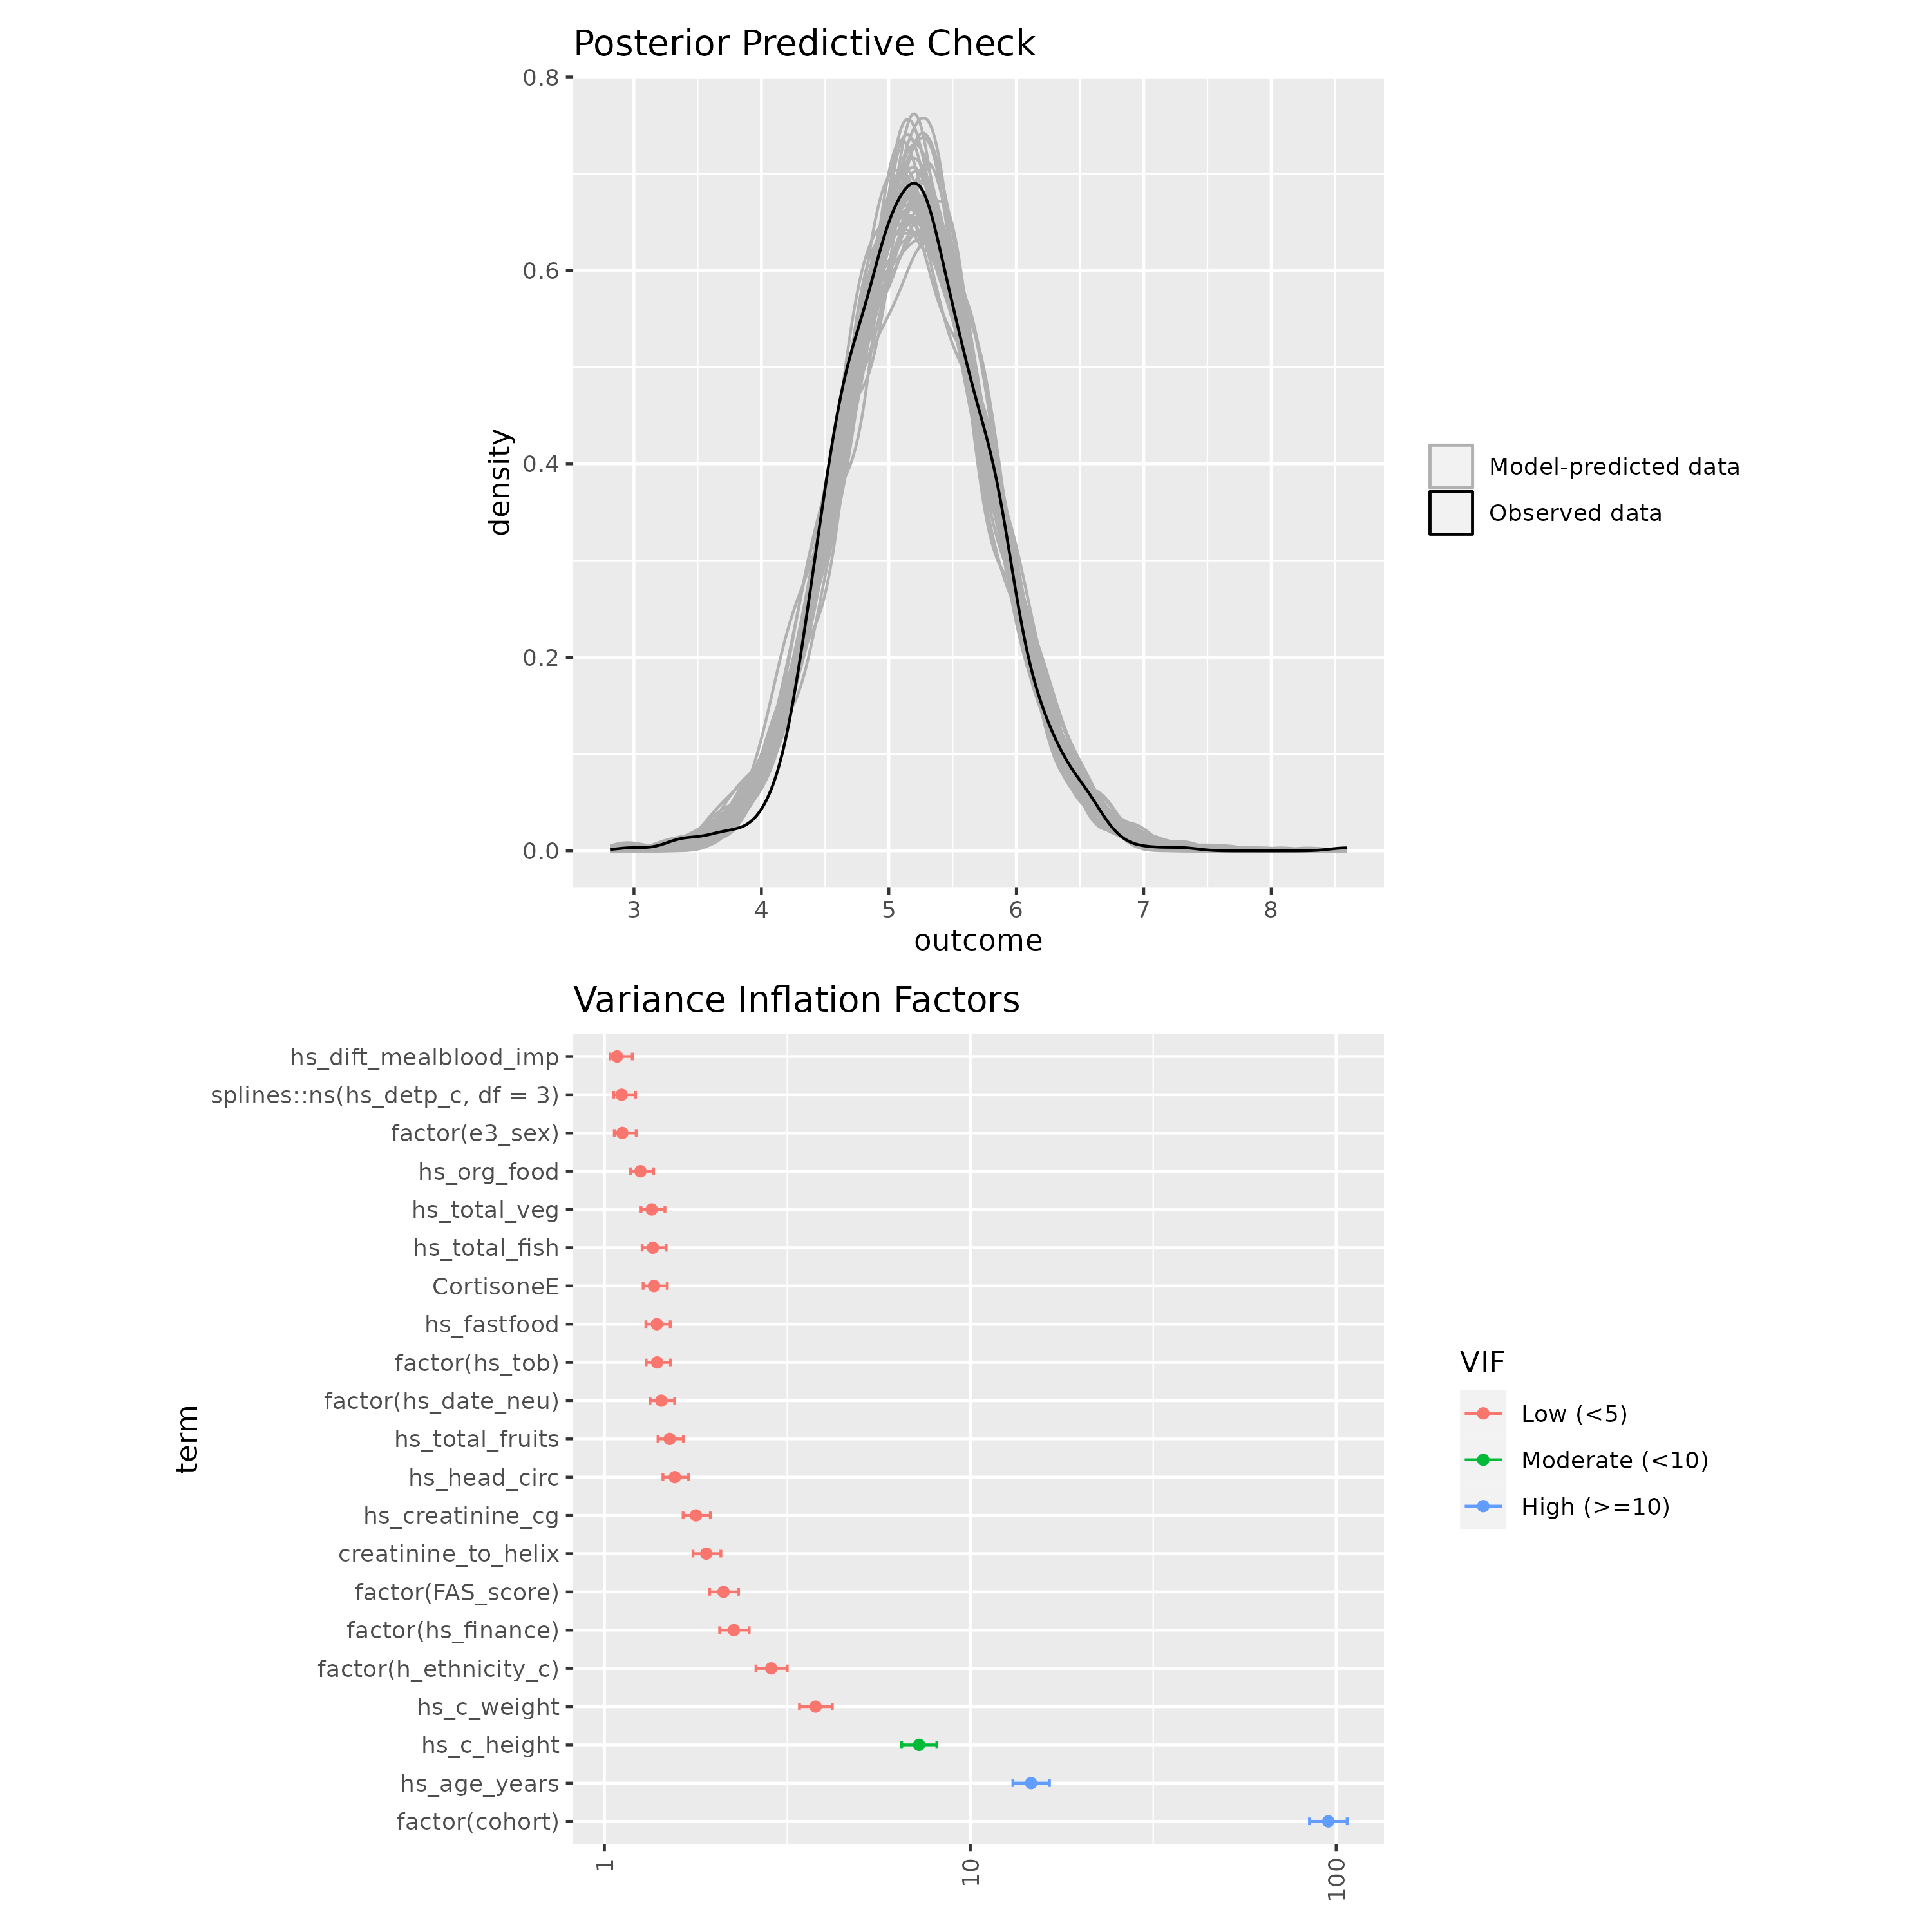 Posterior Predictive Check
0.8
0.6
0.4
0.2
0.0
density
3 4 5 6 7 8
outcome
Model-predicted data
Observed data
Variance Inflation Factors
term
hs_dift_mealblood_imp
splines::ns(hs_detp_c, df = 3)
factor(e3_sex)
hs_org_food
hs_total_veg
hs_total_fish
CortisoneE
hs_fastfood
factor(hs_tob)
factor(hs_date_neu)
hs_total_fruits
hs_head_circ
hs_creatinine_cg
creatinine_to_helix
factor(FAS_score)
factor(hs_finance)
factor(h_ethnicity_c)
hs_c_weight
hs_c_height
hs_age_years
factor(cohort)
1 10 100
VIF
Low (<5)
Moderate (<10)
High (>=10)